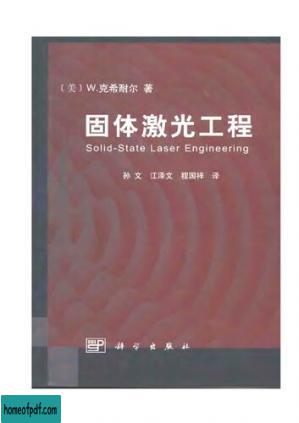 〔美〕W.克希耐尔 著
固体激光工程
Solid-State Laser Engineering
孙 文 江泽文 程国祥 译
科学出版社
homeofpdf.com